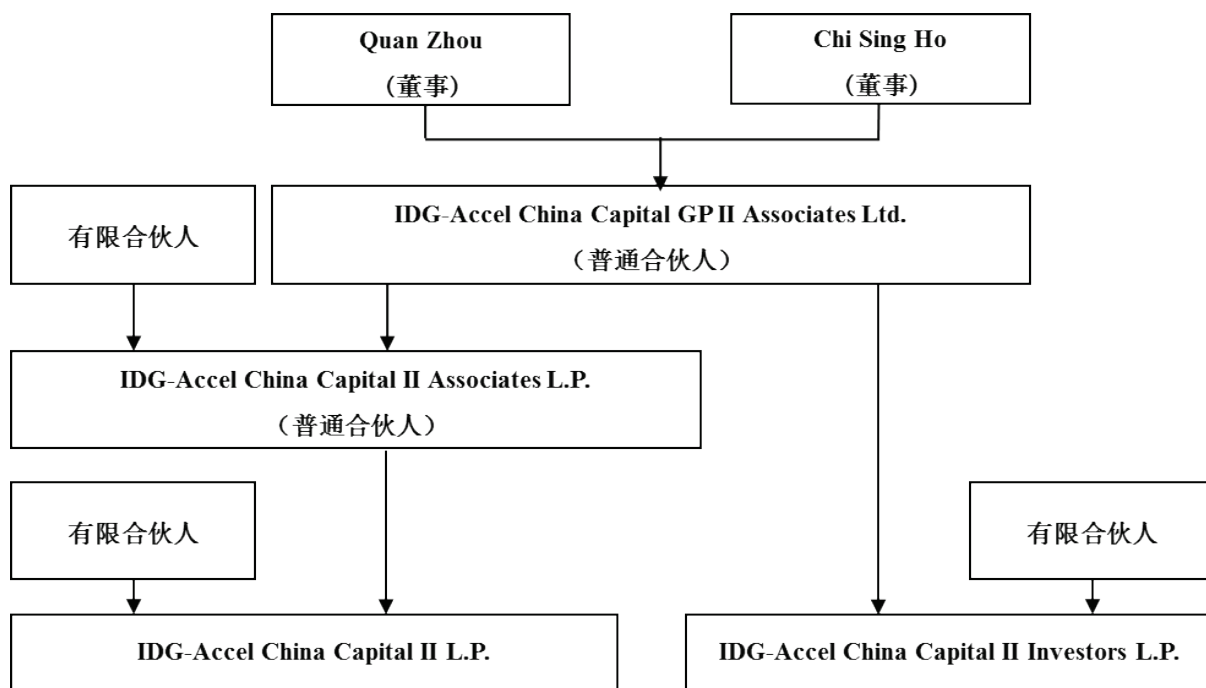 Quan Zhou
(董事)
Chi Sing Ho
(董事)
有限合伙人
IDG-Accel China Capital GP II Associates Ltd.
（普通合伙人）
IDG-Accel China Capital II Associates L.P.
（普通合伙人）
有限合伙人
有限合伙人
IDG-Accel China Capital II L.P.
IDG-Accel China Capital II Investors L.P.